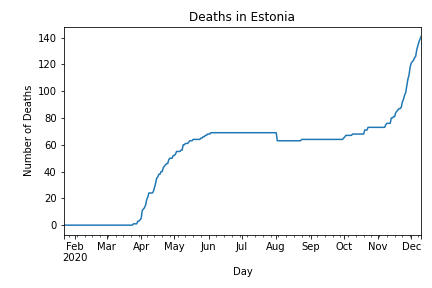 Deaths in Estonia
Number of Deaths
140
120
100
80
60
40
20
0
Feb Mar Apr May Jun Jul Aug Sep Oct Nov Dec
2020
Day